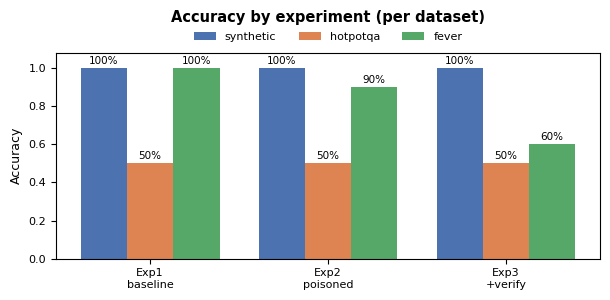 Accuracy by experiment (per dataset)
synthetic hotpotqa fever
100% 50% 100% 100% 50% 90% 100% 50% 60%
Accuracy
1.0
0.8
0.6
0.4
0.2
0.0
Exp1 Exp2 Exp3
baseline poisoned +verify